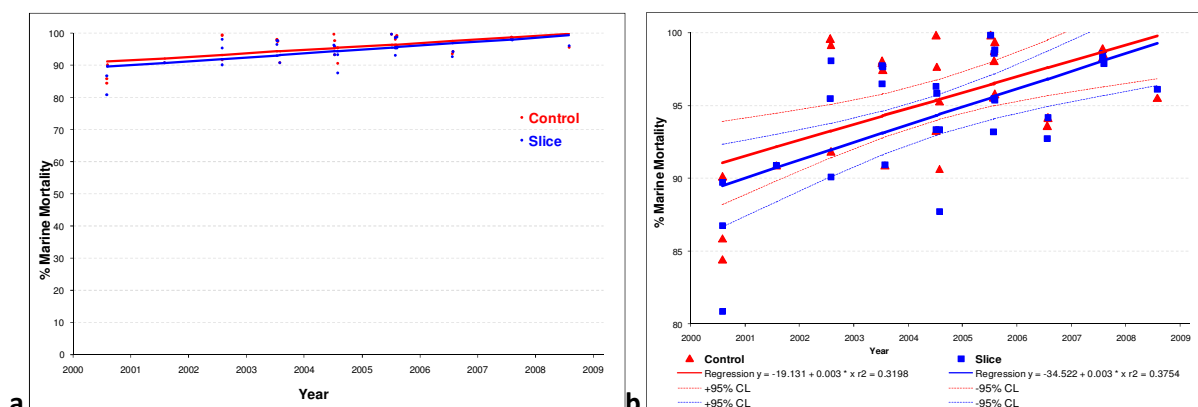 % Marine Mortality
100
90
80
70
60
50
40
30
20
10
0
2000 2001 2002 2003 2004 2005 2006 2007 2008 2009
Year
Control
Slice
a
% Marine Mortality
100
95
90
85
80
2000 2001 2002 2003 2004 2005 2006 2007 2008 2009
Year
Control
Regression y = -19.131 + 0.003 * x r2 = 0.3198
+95% CL
+95% CL
Slice
Regression y = -34.522 + 0.003 * x r2 = 0.3754
-95% CL
-95% CL
b